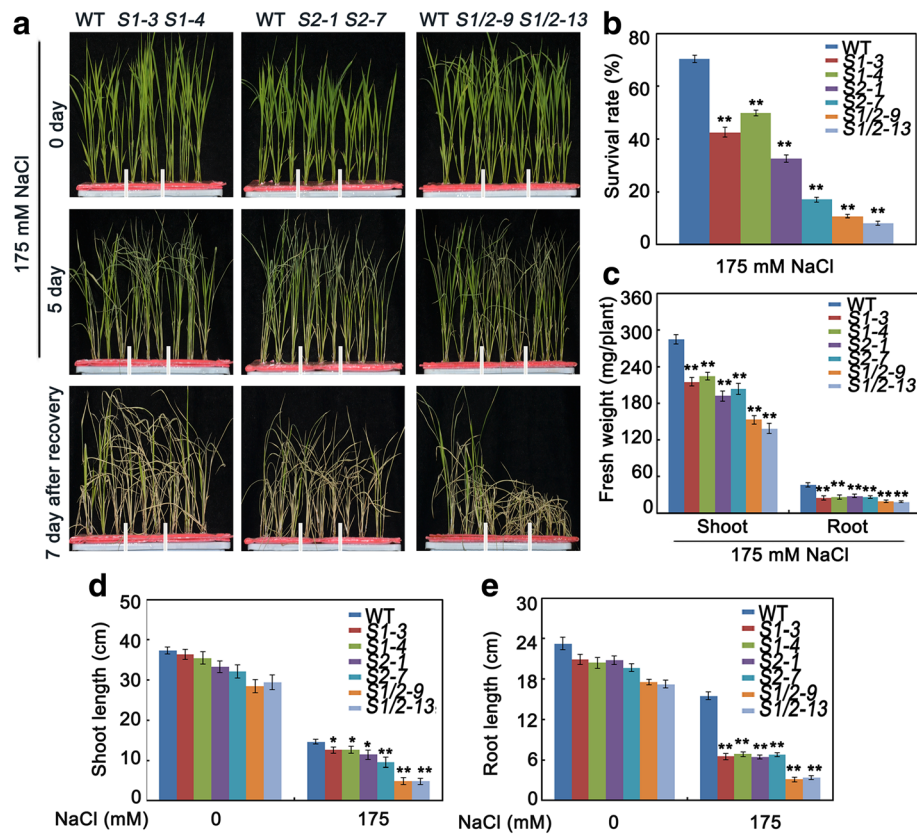 a
WT S1-3 S1-4
WT S2-1 S2-7
WT S1/2-9 S1/2-13
175 mM NaCl
0 day
5 day
7 day after recovery
b
Survival rate (%)
80
60
40
20
0
WT
S1-3
S1-4
S2-1
S2-7
S1/2-9
S1/2-13
** ** ** ** ** **
175 mM NaCl
c
Fresh weight (mg/plant)
360
300
240
180
120
60
0
WT
S1-3
S1-4
S2-1
S2-7
S1/2-9
S1/2-13
** ** ** ** ** **
** ** ** ** ** **
Shoot Root
175 mM NaCl
d
Shoot length (cm)
50
40
30
20
10
0
WT
S1-3
S1-4
S2-1
S2-7
S1/2-9
S1/2-13
* * * ** ** **
NaCl (mM) 0 175
e
Root length (cm)
30
24
18
12
6
0
WT
S1-3
S1-4
S2-1
S2-7
S1/2-9
S1/2-13
** ** ** ** ** **
NaCl (mM) 0 175